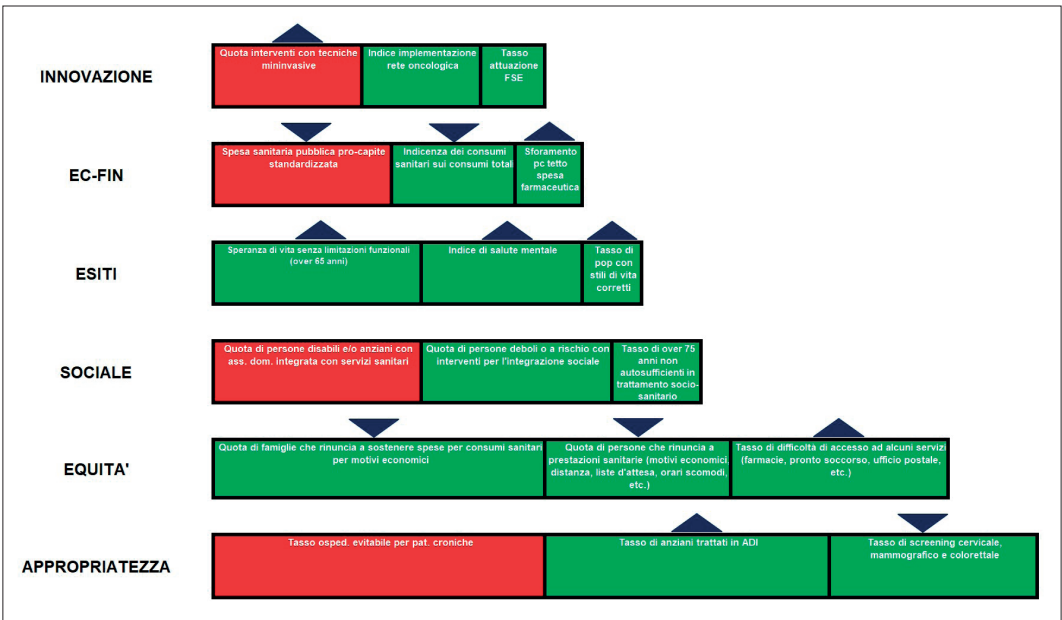 INNOVAZIONE
Quota interventi con tecniche
mininvasive
Indice implementazione
rete oncologica
Tasso
attuazione
FSE
EC-FIN
Spesa sanitaria pubblica pro-capite
standardizzata
Indicenza dei consumi
sanitari sui consumi totali
Sforamento
pc tetto
spesa
farmaceutica
ESITI
Speranza di vita senza limitazioni funzionali
(over 65 anni)
Indice di salute mentale
Tasso di
pop con
stili di vita
corretti
SOCIALE
Quota di persone disabili e/o anziani con
ass. dom. integrata con servizi sanitari
Quota di persone deboli o a rischio con
interventi per l'integrazione sociale
Tasso di over 75
anni non
autosufficienti in
trattamento socio-
sanitario
EQUITA'
Quota di famiglie che rinuncia a sostenere spese per consumi sanitari
per motivi economici
Quota di persone che rinuncia a
prestazioni sanitarie (motivi economici,
distanza, liste d'attesa, orari scomodi,
etc.)
Tasso di difficoltà di accesso ad alcuni servizi
(farmacie, pronto soccorso, ufficio postale,
etc.)
APPROPRIATEZZA
Tasso osped. evitabile per pat. croniche
Tasso di anziani trattati in ADI
Tasso di screening cervicale,
mammografico e colorettale